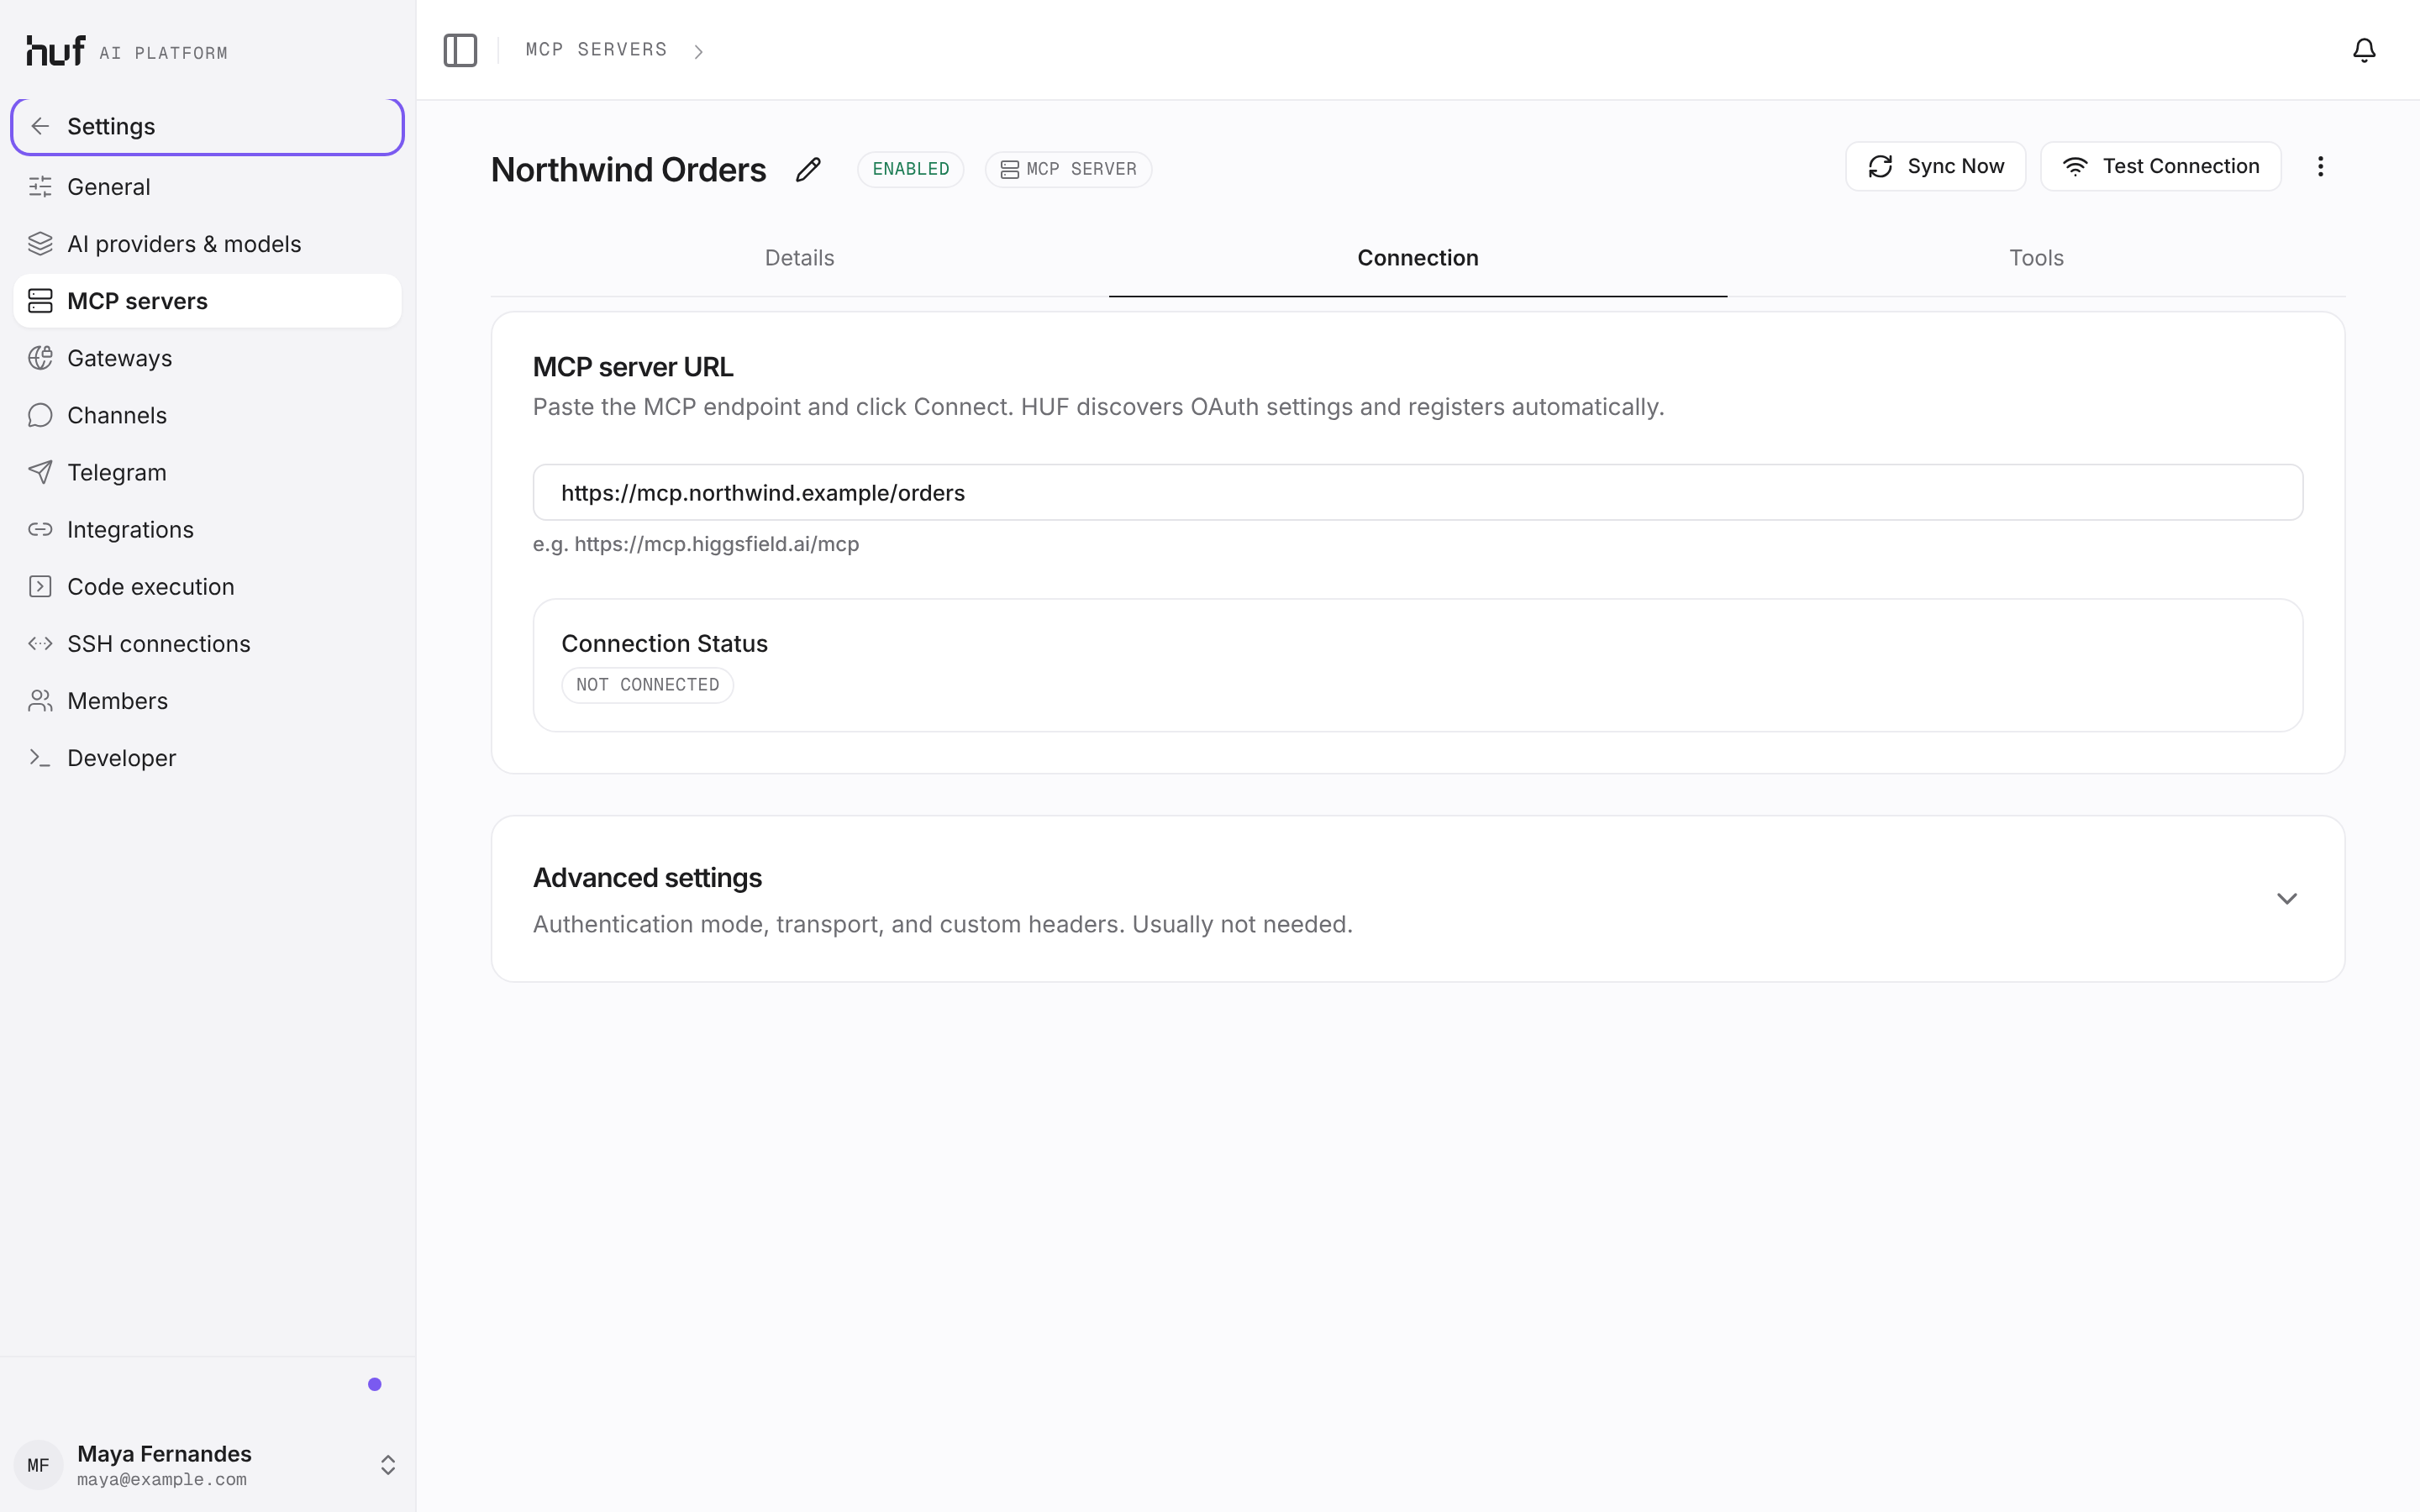 huf AI PLATFORM
Settings
General
AI providers & models
MCP servers
Gateways
Channels
Telegram
Integrations
Code execution
SSH connections
Members
Developer
MF
Maya Fernandes
maya@example.com
MCP SERVERS
Northwind Orders
ENABLED
MCP SERVER
Sync Now
Test Connection
Details
Connection
Tools
MCP server URL
Paste the MCP endpoint and click Connect. HUF discovers OAuth settings and registers automatically.
https://mcp.northwind.example/orders
e.g. https://mcp.higgsfield.ai/mcp
Connection Status
NOT CONNECTED
Advanced settings
Authentication mode, transport, and custom headers. Usually not needed.